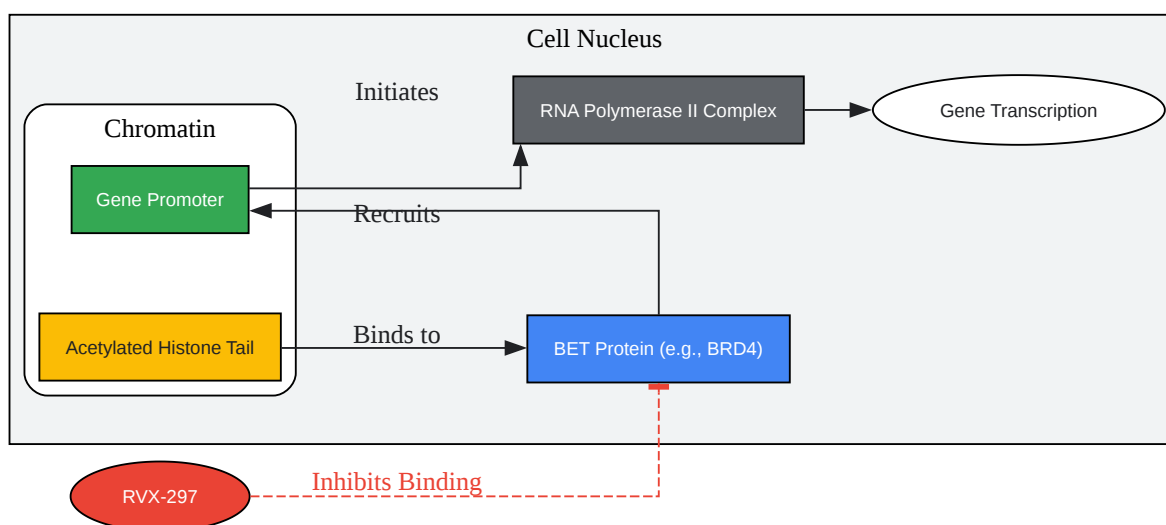 Cell Nucleus
Initiates
RNA Polymerase II Complex
Gene Transcription
Chromatin
Gene Promoter
Recruits
Acetylated Histone Tail
Binds to
BET Protein (e.g., BRD4)
RVX-297
Inhibits Binding